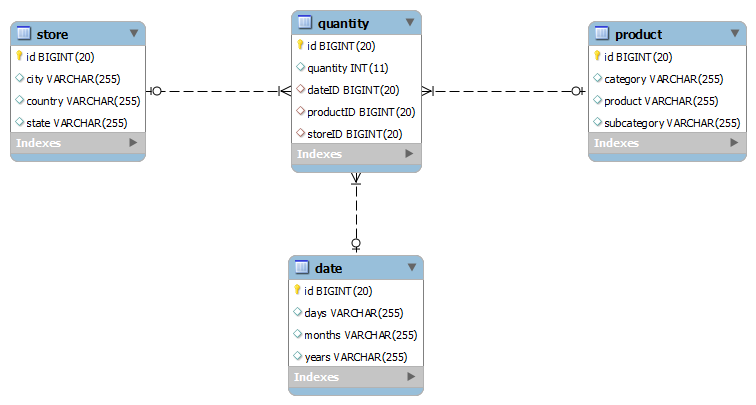 store
id BIGINT(20)
city VARCHAR(255)
country VARCHAR(255)
state VARCHAR(255)
Indexes
quantity
id BIGINT(20)
quantity INT(11)
dateID BIGINT(20)
productID BIGINT(20)
storeID BIGINT(20)
Indexes
product
id BIGINT(20)
category VARCHAR(255)
product VARCHAR(255)
subcategory VARCHAR(255)
Indexes
date
id BIGINT(20)
days VARCHAR(255)
months VARCHAR(255)
years VARCHAR(255)
Indexes